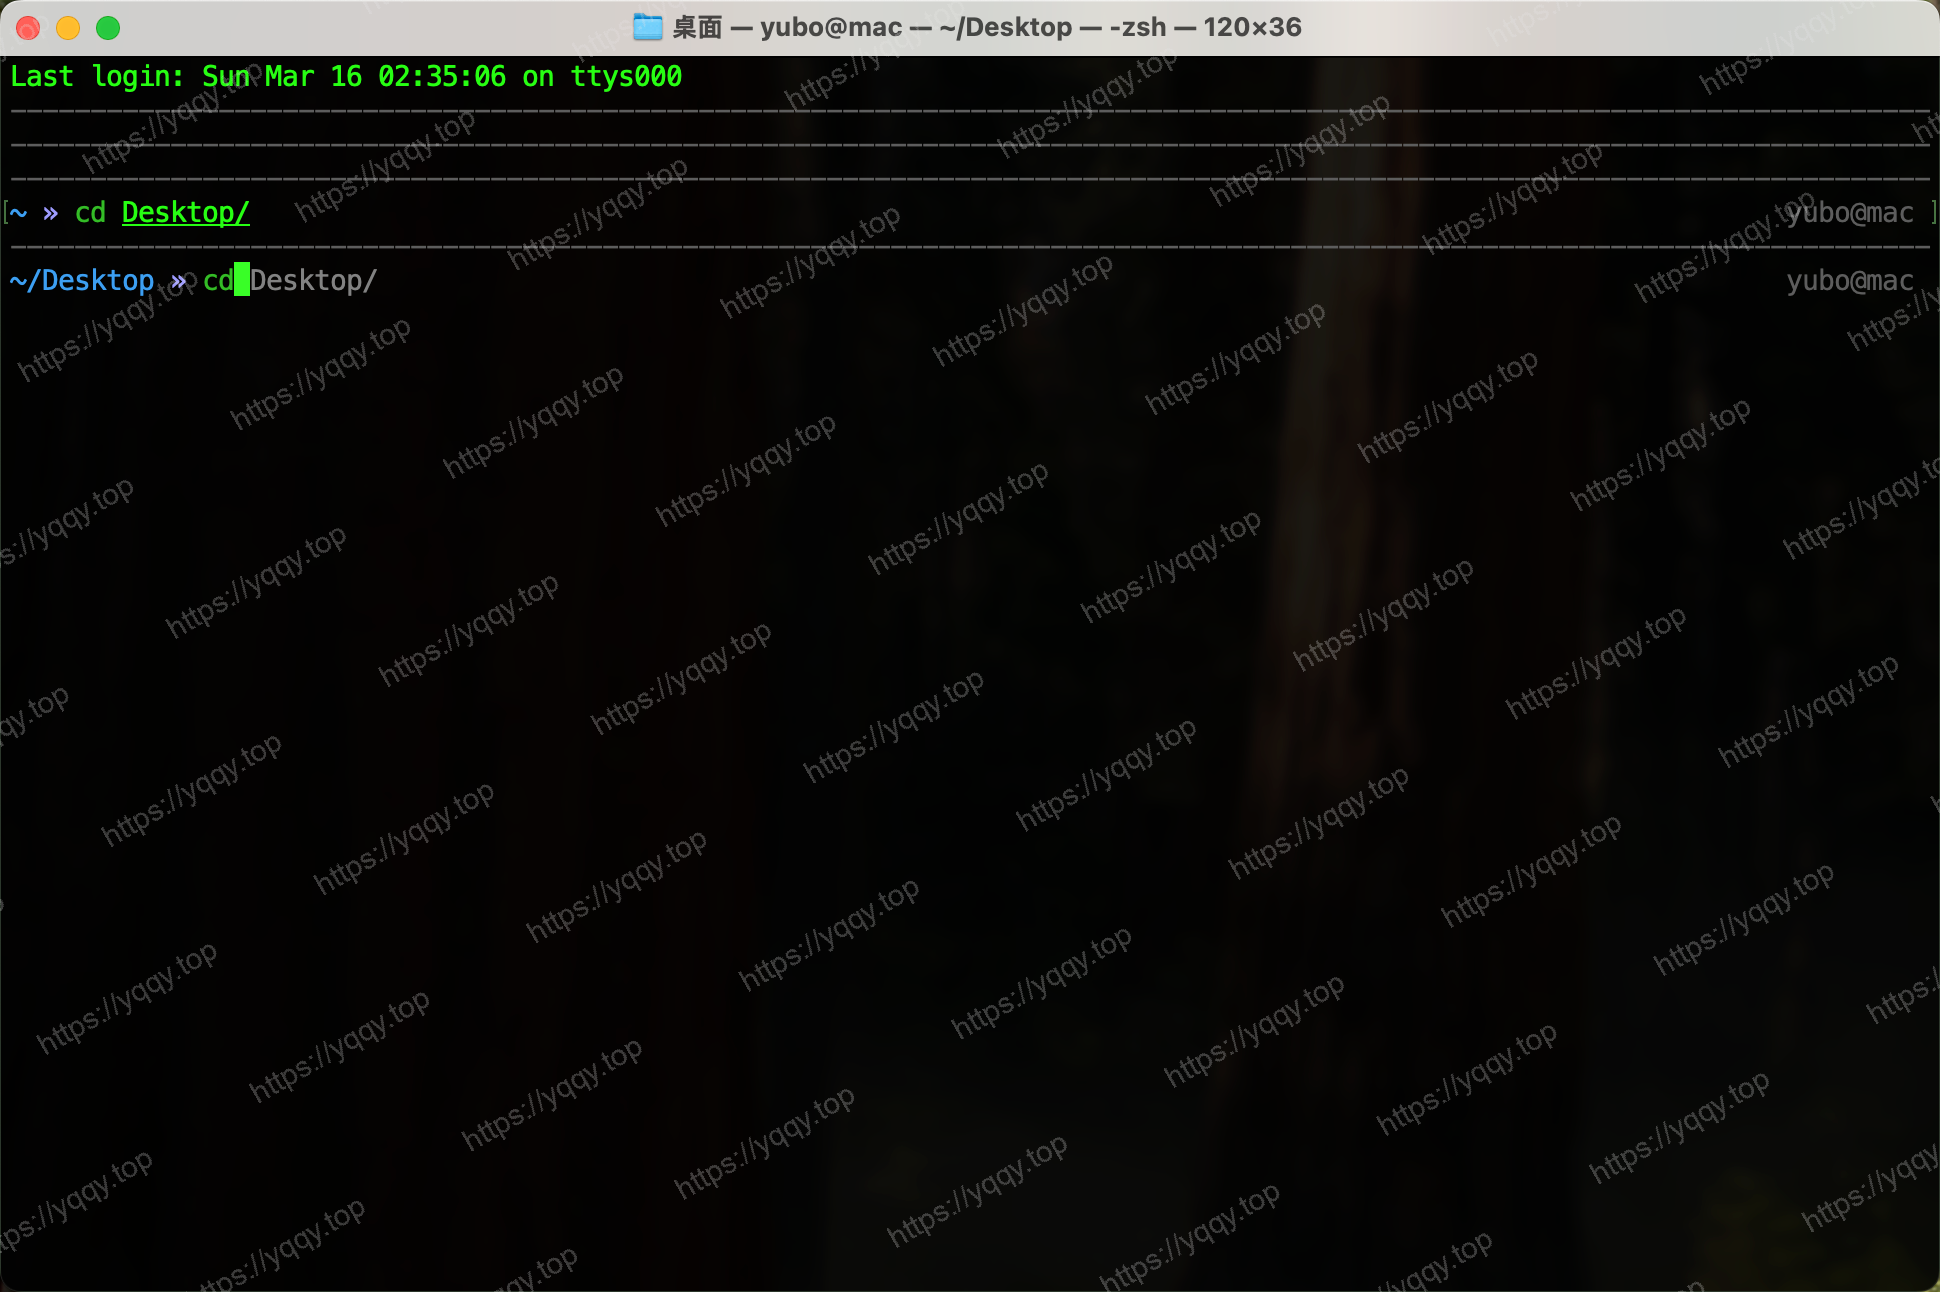 桌面 — yubo@mac — ~/Desktop — -zsh — 120×36
Last login: Sun Mar 16 02:35:06 on ttys000
~ » cd Desktop/ yubo@mac
~/Desktop » cd Desktop/ yubo@mac
https://yqqy.top